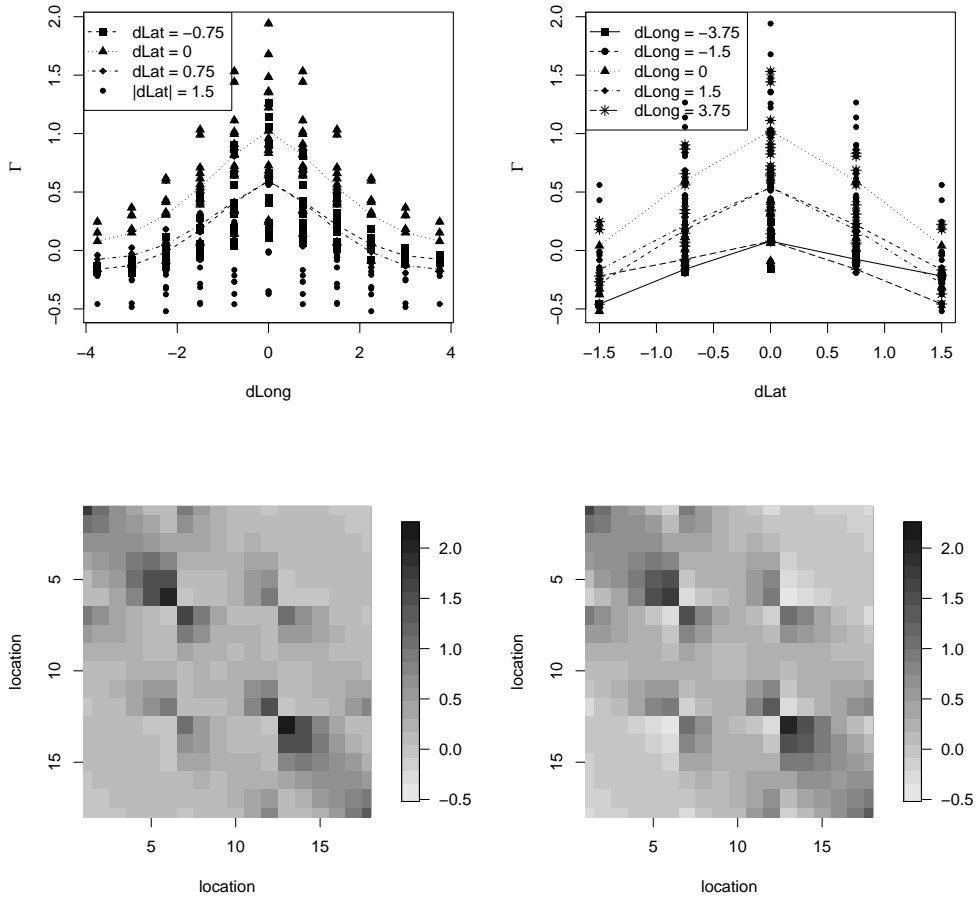 dLat = −0.75
dLat = 0
dLat = 0.75
|dLat| = 1.5
Γ
−0.5
0.0
0.5
1.0
1.5
2.0
−4
−2
0
2
4
dLong
dLong = −3.75
dLong = −1.5
dLong = 0
dLong = 1.5
dLong = 3.75
Γ
−0.5
0.0
0.5
1.0
1.5
2.0
−1.5
−1.0
−0.5
0.0
0.5
1.0
1.5
dLat
location
5
10
15
5
10
15
location
2.0
1.5
1.0
0.5
0.0
−0.5
location
5
10
15
5
10
15
location
2.0
1.5
1.0
0.5
0.0
−0.5